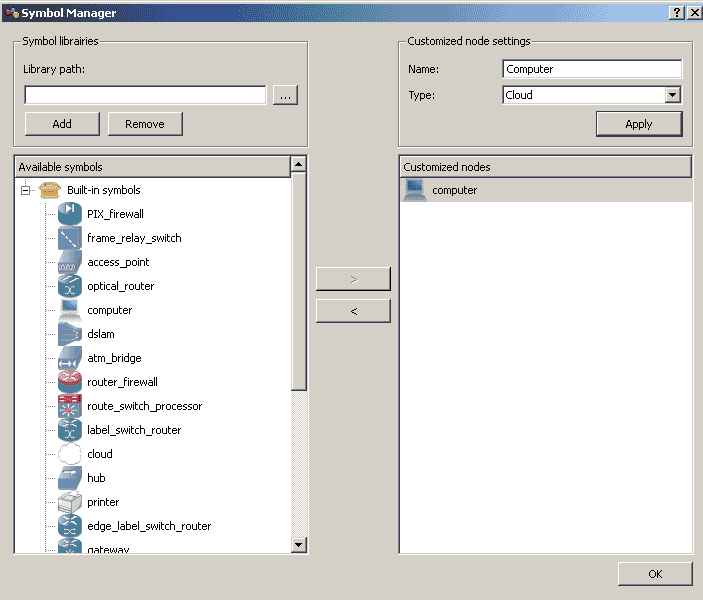 Symbol Manager
Symbol librairies
Library path:
...
Add
Remove
Customized node settings
Name:
Computer
Type:
Cloud
Apply
Available symbols
Built-in symbols
PIX_firewall
frame_relay_switch
access_point
optical_router
computer
dslam
atm_bridge
router_firewall
route_switch_processor
label_switch_router
cloud
hub
printer
edge_label_switch_router
gateway
>
<
Customized nodes
computer
OK